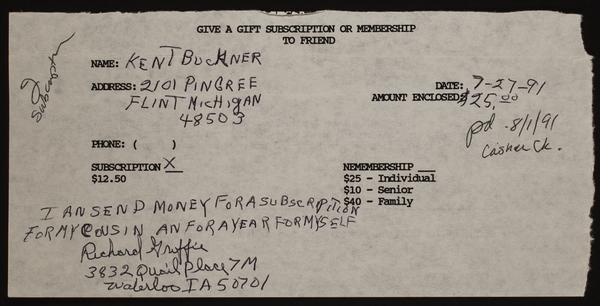 GIVE A GIFT SUBSCRIPTION OR MEMBERSHIP
TO FRIEND
NAME: KENT BUCKNER
ADDRESS: 2101 PINGREE
FLINT MICHIGAN
48503
DATE: 7-27-91
AMOUNT ENCLOSED: $25.00
pd. 8/1/91
Casher Ck.
PHONE: ( )
SUBSCRIPTION X
$12.50
NEMEMBERSHIP
$25 - Individual
$10 - Senior
$40 - Family
I AN SEND MONEY FOR A SUBSCRIPTION
FOR MY COUSIN AN FOR A YEAR FOR MYSELF
Richard Griffie
3832 Quail Place 7M
Waterloo IA 50701